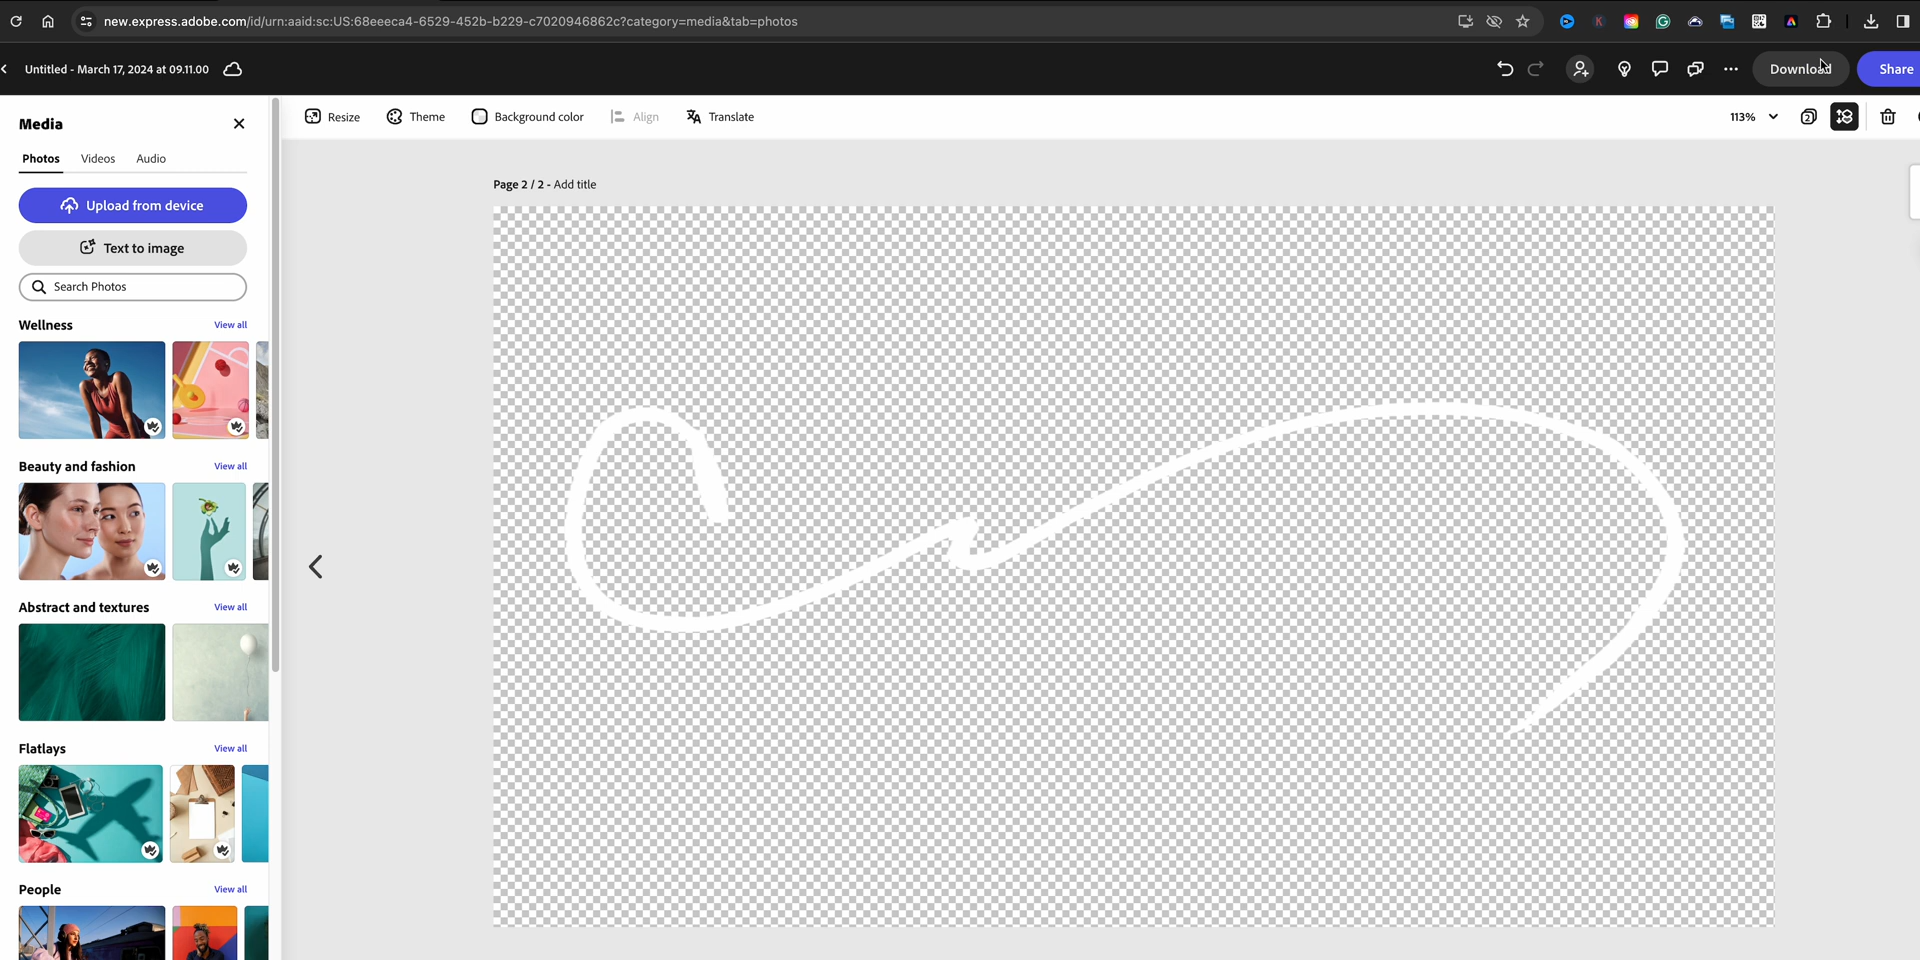 new.express.adobe.com/id/urn:aaid:sc:US:68eeeca4-6529-452b-b229-c7020946862c?category=media&tab=photos
Untitled - March 17, 2024 at 09.11.00
Download
Share
Media
Resize
Theme
Background color
Align
Translate
113%
2
Photos
Videos
Audio
Page 2 / 2 - Add title
Upload from device
Text to image
Search Photos
Wellness
View all
Beauty and fashion
View all
Abstract and textures
View all
Flatlays
View all
People
View all